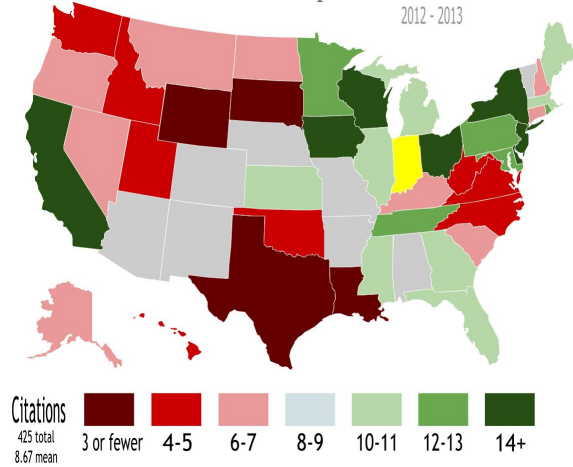 2012 - 2013
Citations
425 total
8.67 mean
3 or fewer
4-5
6-7
8-9
10-11
12-13
14+